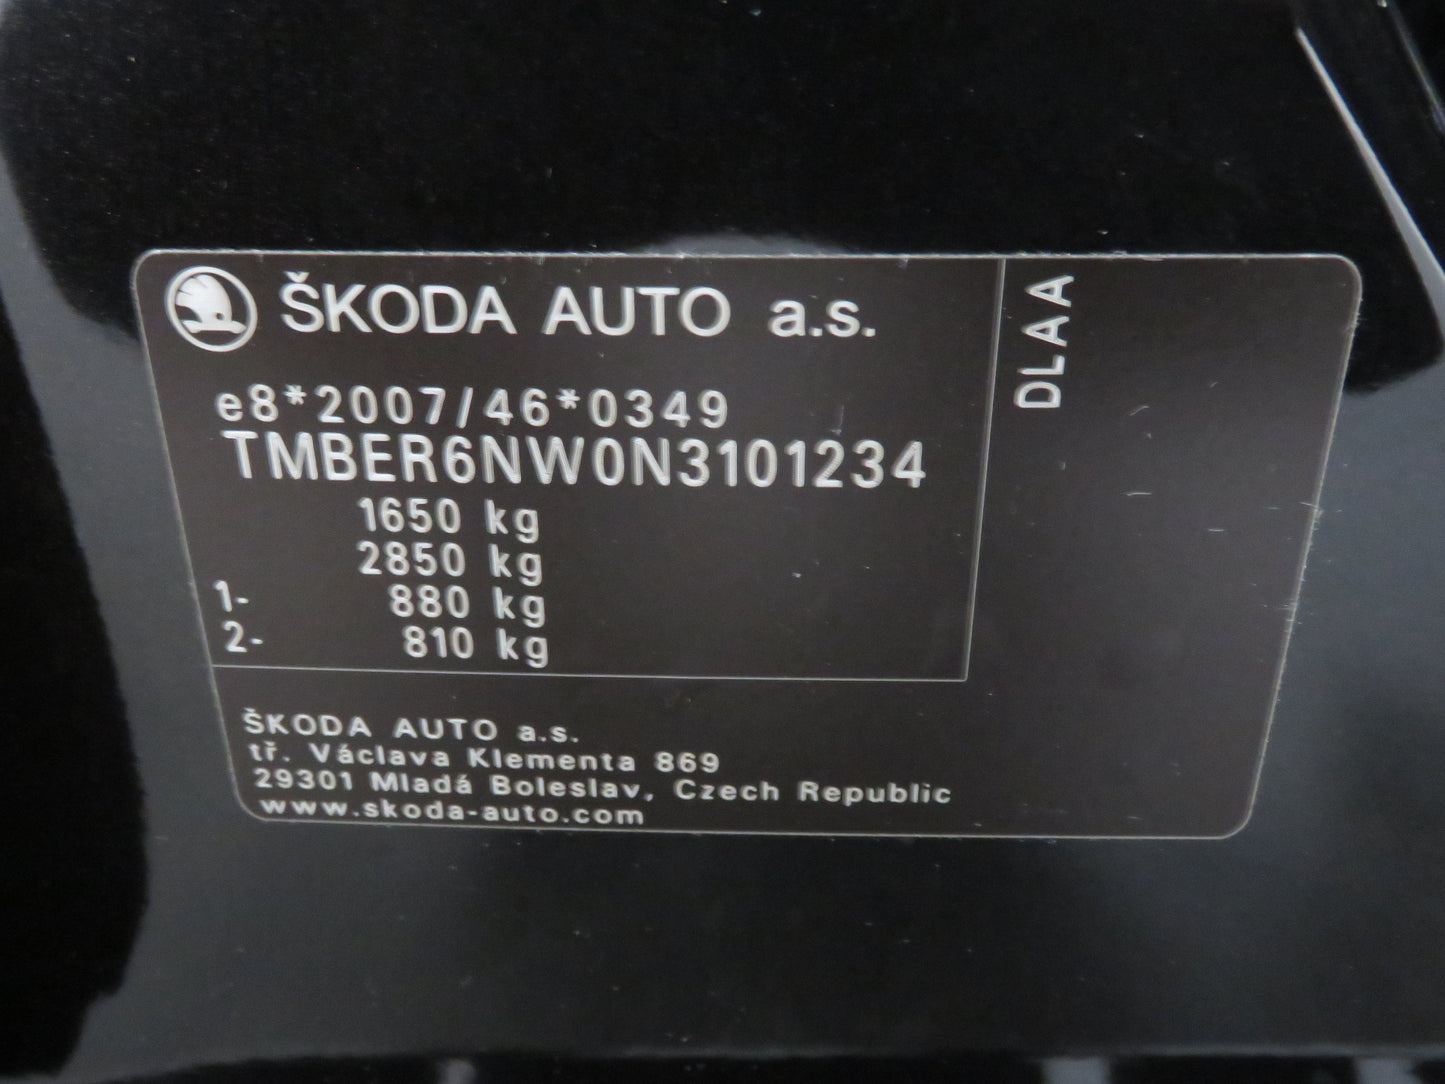 ŠKODA AUTO a.s.
e8*2007/46*0349
TMBER6NW0N3101234
1650 kg
2850 kg
1- 880 kg
2- 810 kg
DLAA
ŠKODA AUTO a.s.
tř. Václava Klementa 869
29301 Mladá Boleslav, Czech Republic
www.skoda-auto.com